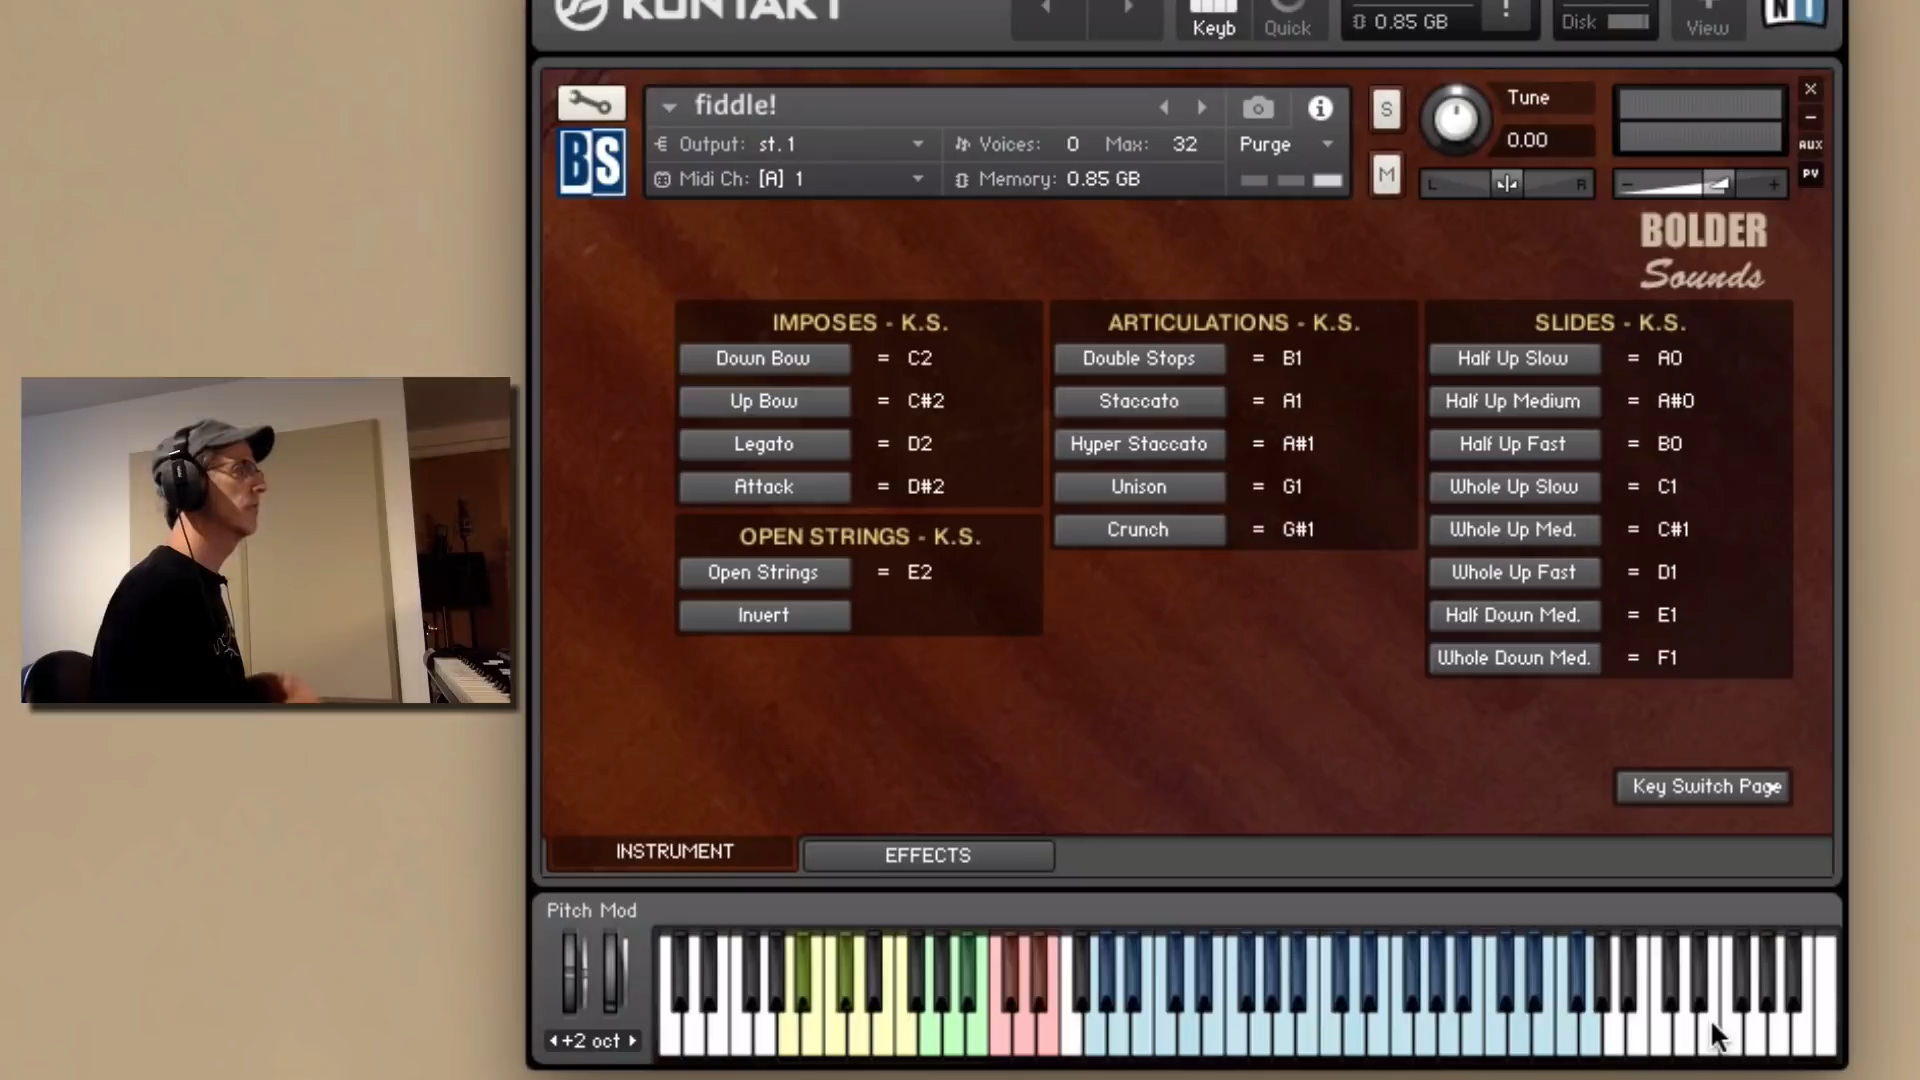 KONTAKT
Keyb
Quick
0.85 GB
!
Disk
View
fiddle!
S
Tune
BS
Output: st. 1
Voices: 0 Max: 32
Purge
0.00
AUX
Midi Ch: [A] 1
Memory: 0.85 GB
M
L
R
PV
BOLDER
Sounds
IMPOSES - K.S.
Down Bow = C2
Up Bow = C#2
Legato = D2
Attack = D#2
OPEN STRINGS - K.S.
Open Strings = E2
Invert
ARTICULATIONS - K.S.
Double Stops = B1
Staccato = A1
Hyper Staccato = A#1
Unison = G1
Crunch = G#1
SLIDES - K.S.
Half Up Slow = A0
Half Up Medium = A#0
Half Up Fast = B0
Whole Up Slow = C1
Whole Up Med. = C#1
Whole Up Fast = D1
Half Down Med. = E1
Whole Down Med. = F1
Key Switch Page
INSTRUMENT
EFFECTS
Pitch Mod
+2 oct